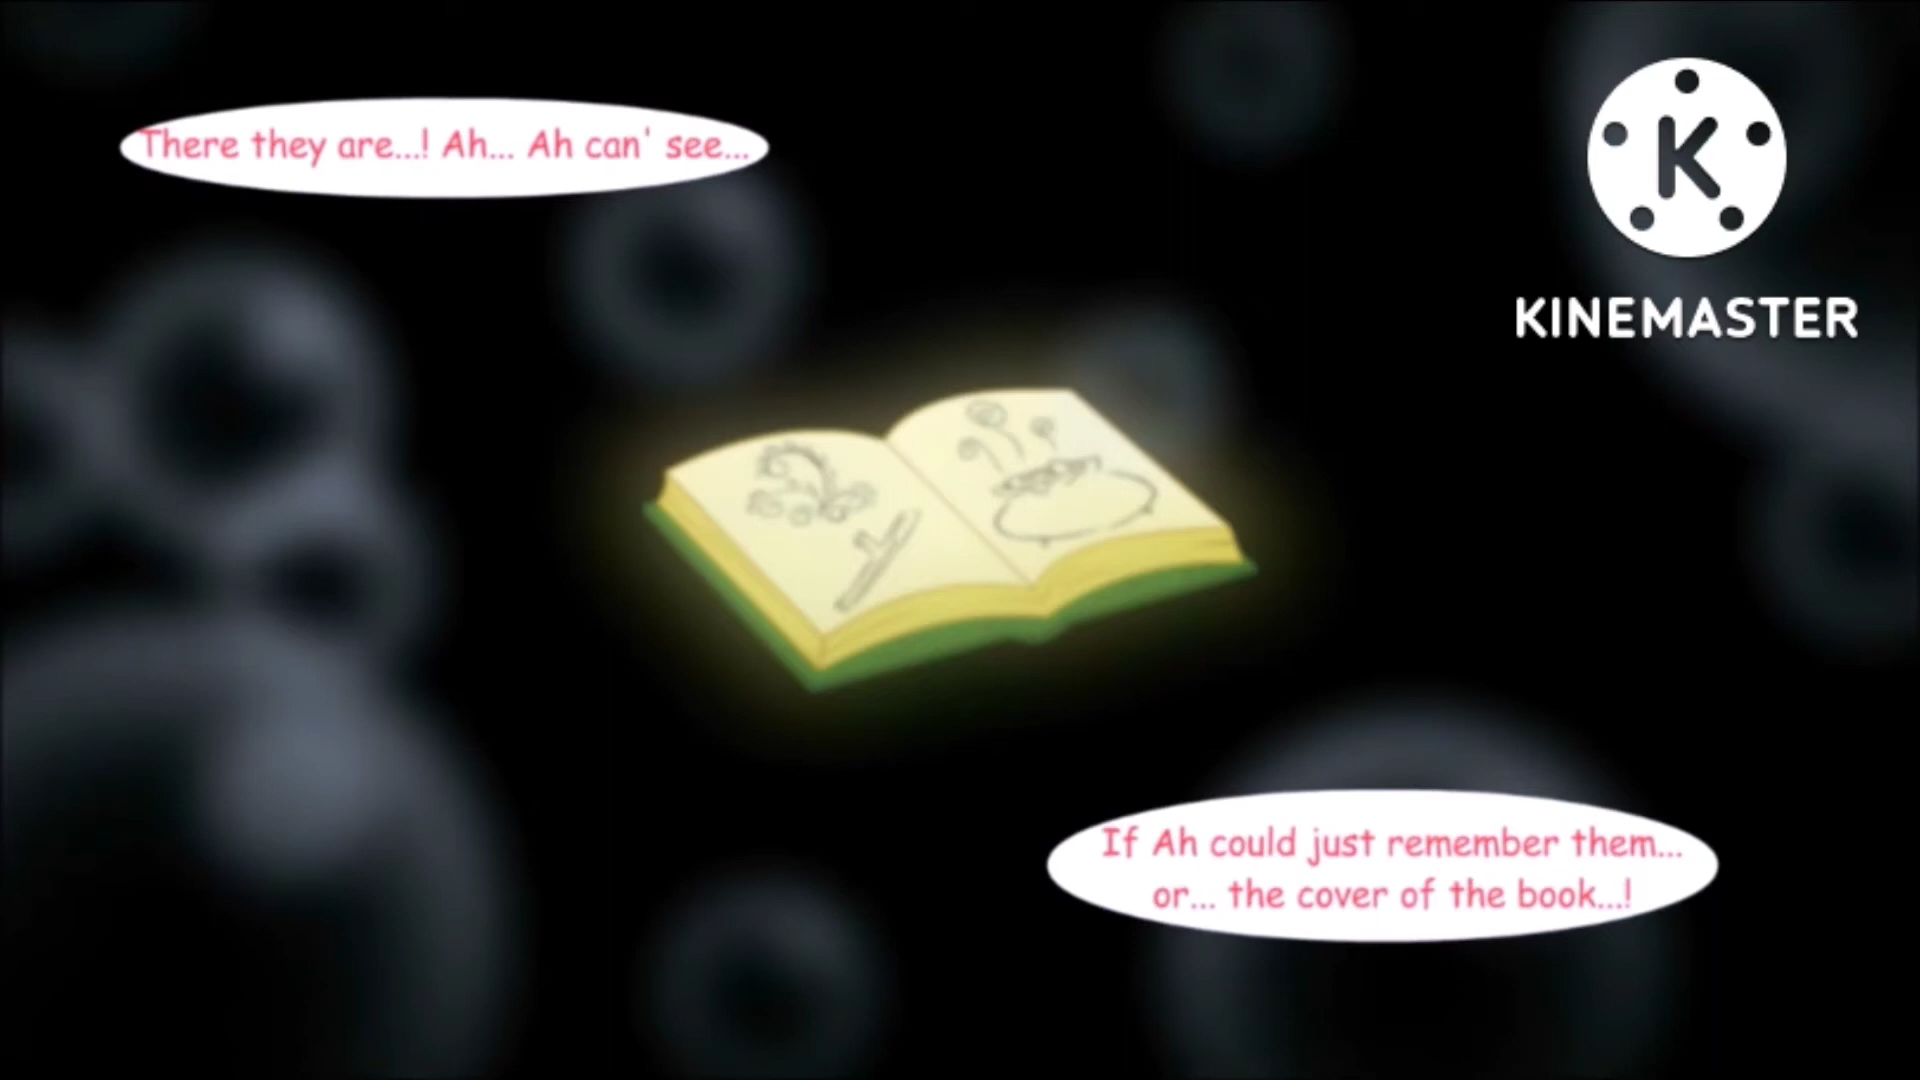 There they are...! Ah... Ah can' see...
K
KINEMASTER
If Ah could just remember them...
or... the cover of the book...!